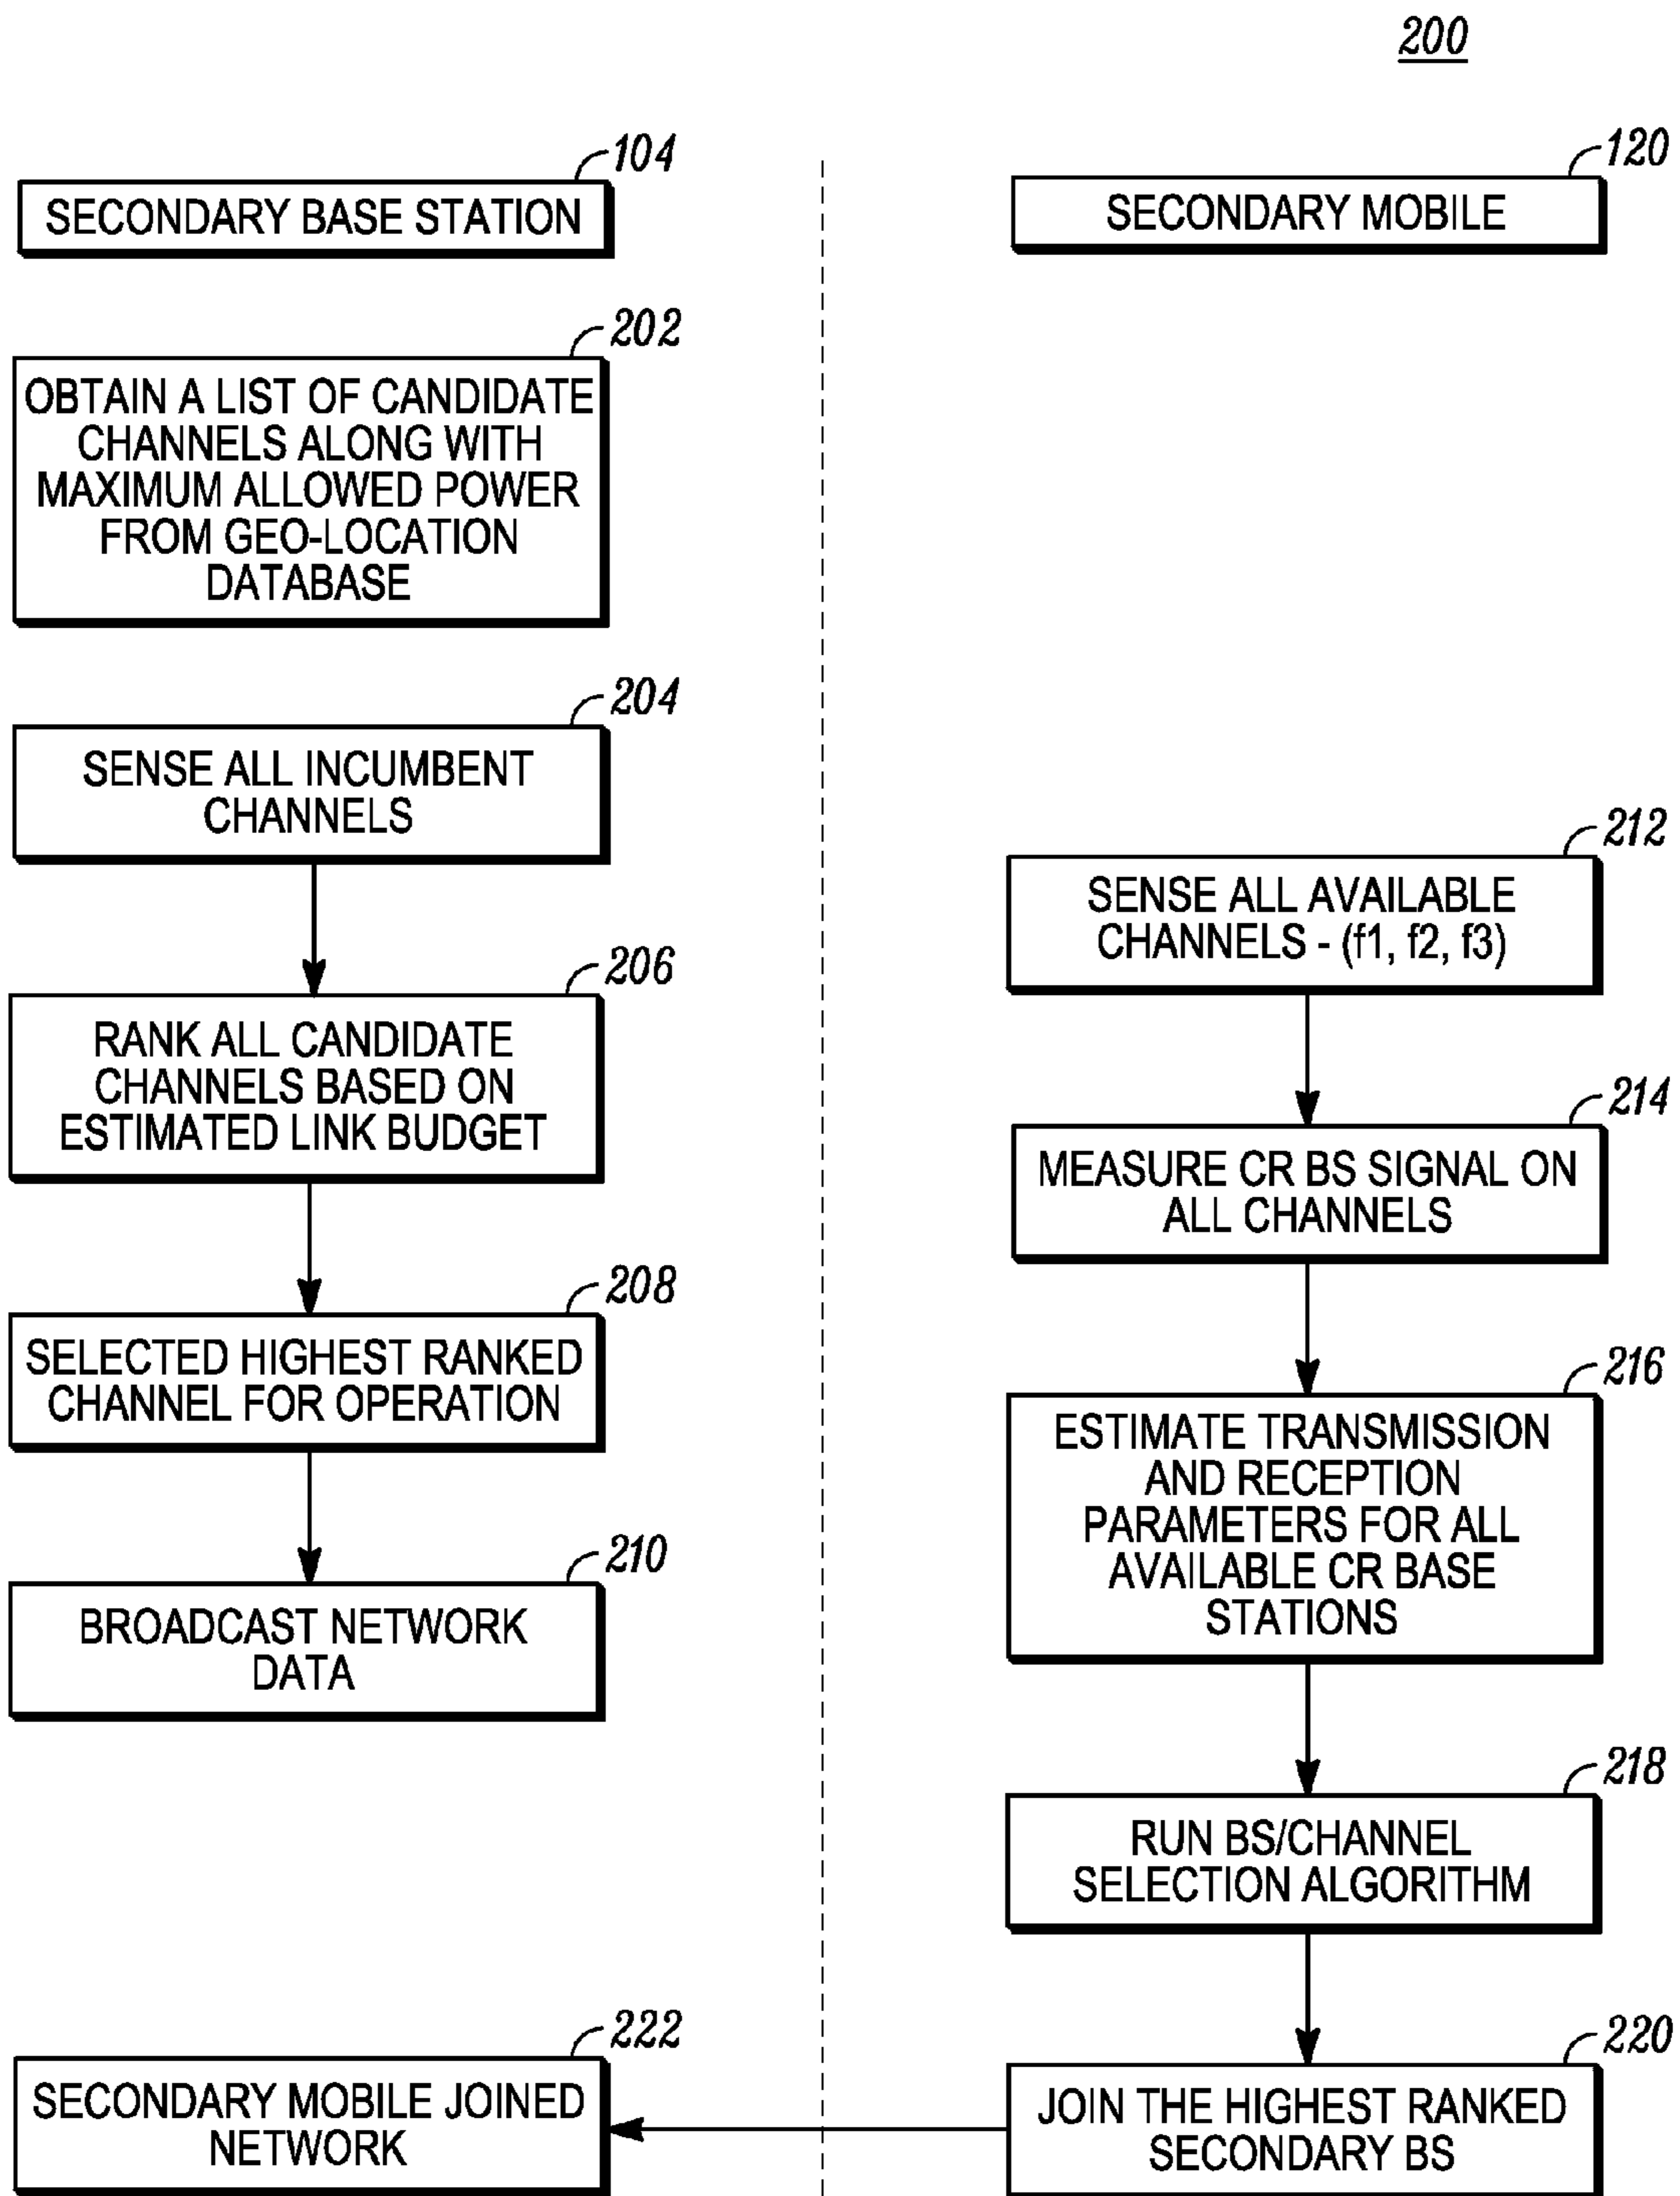 200
104
SECONDARY BASE STATION
202
OBTAIN A LIST OF CANDIDATE
CHANNELS ALONG WITH
MAXIMUM ALLOWED POWER
FROM GEO-LOCATION
DATABASE
204
SENSE ALL INCUMBENT
CHANNELS
206
RANK ALL CANDIDATE
CHANNELS BASED ON
ESTIMATED LINK BUDGET
208
SELECTED HIGHEST RANKED
CHANNEL FOR OPERATION
210
BROADCAST NETWORK
DATA
222
SECONDARY MOBILE JOINED
NETWORK
120
SECONDARY MOBILE
212
SENSE ALL AVAILABLE
CHANNELS - (f1, f2, f3)
214
MEASURE CR BS SIGNAL ON
ALL CHANNELS
216
ESTIMATE TRANSMISSION
AND RECEPTION
PARAMETERS FOR ALL
AVAILABLE CR BASE
STATIONS
218
RUN BS/CHANNEL
SELECTION ALGORITHM
220
JOIN THE HIGHEST RANKED
SECONDARY BS